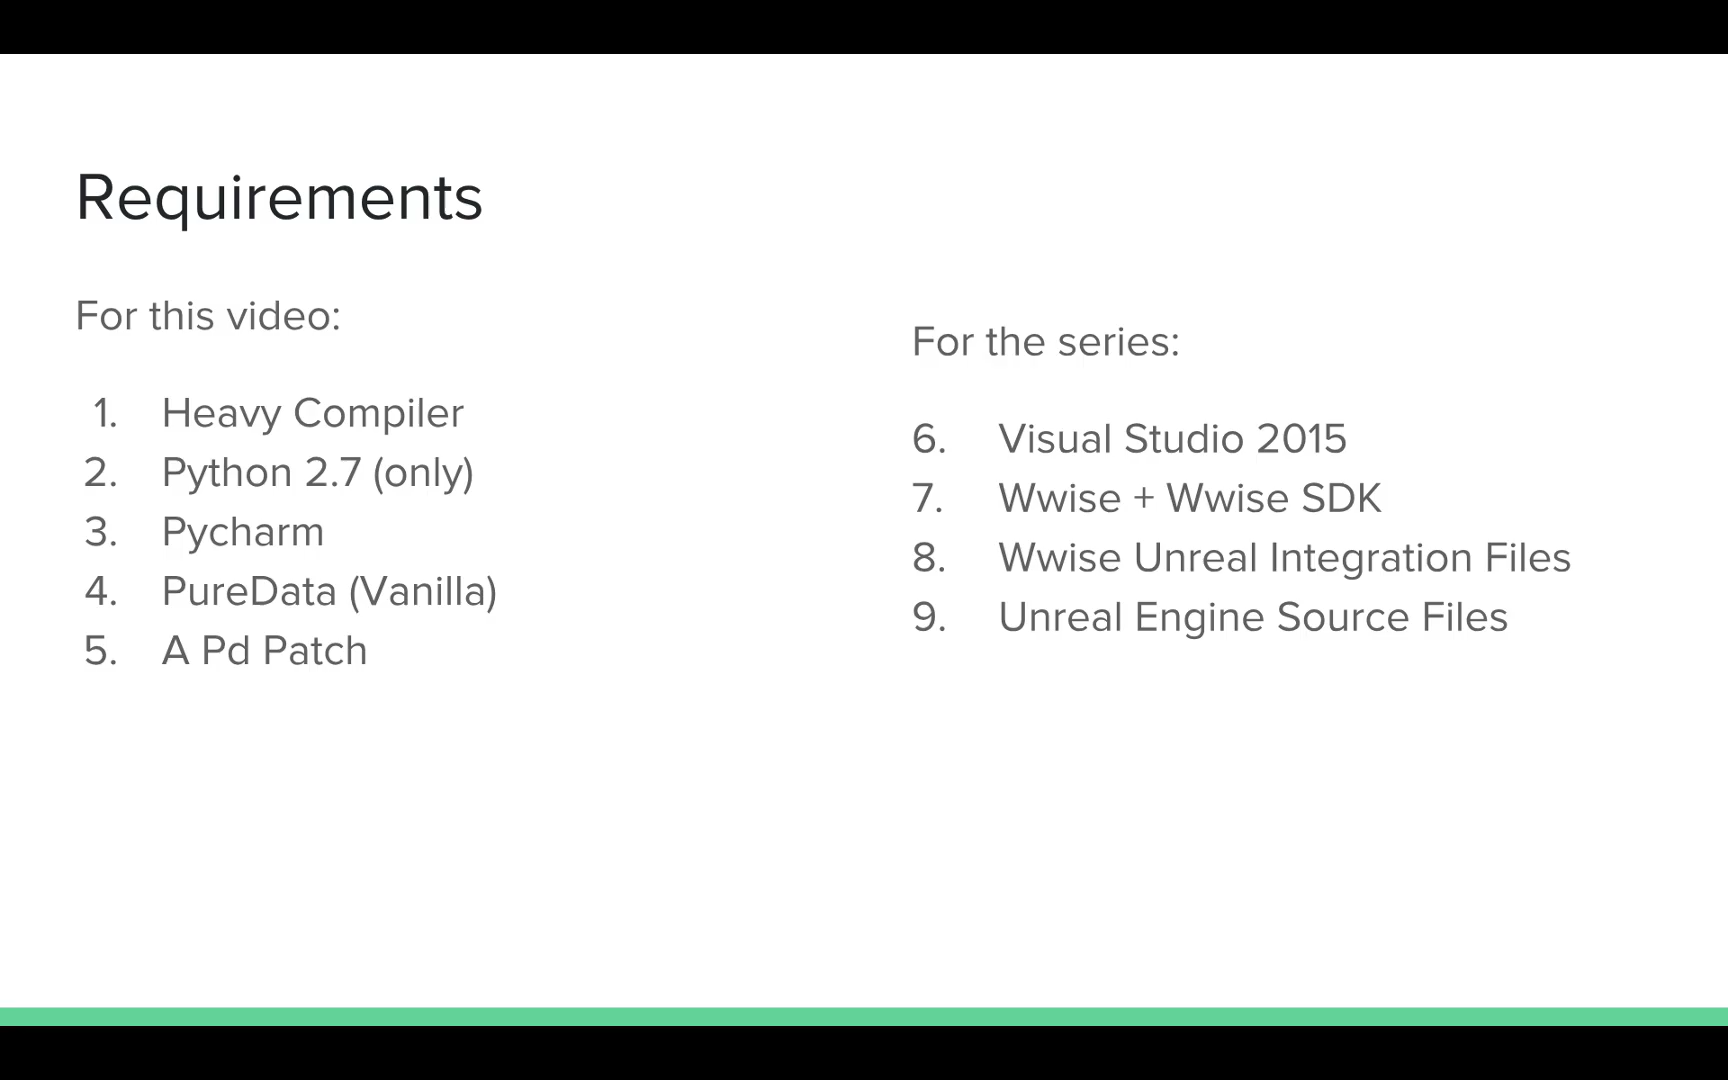 Requirements
For this video:
1. Heavy Compiler
2. Python 2.7 (only)
3. Pycharm
4. PureData (Vanilla)
5. A Pd Patch
For the series:
6. Visual Studio 2015
7. Wwise + Wwise SDK
8. Wwise Unreal Integration Files
9. Unreal Engine Source Files